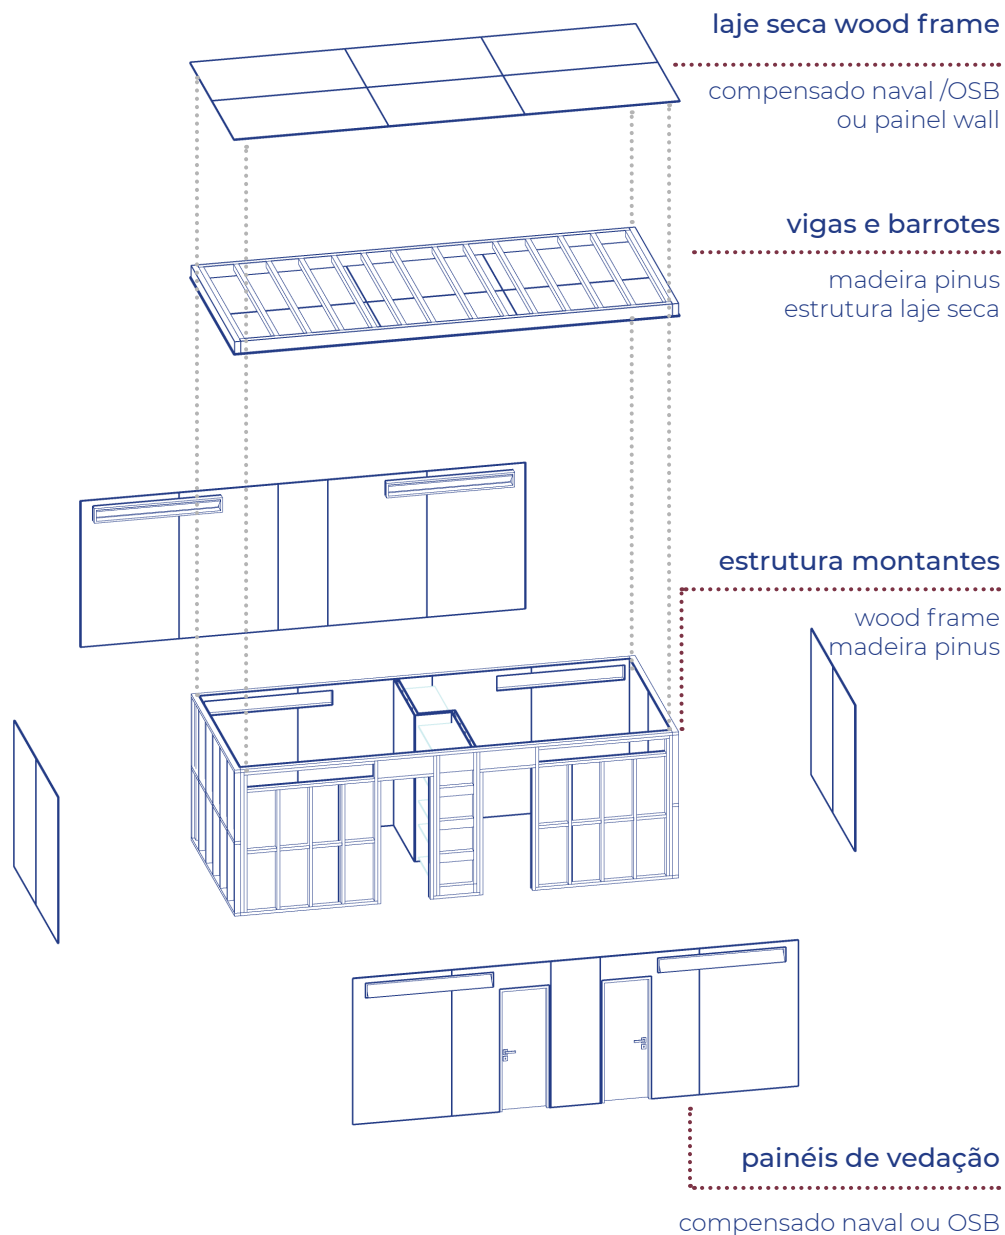 laje seca wood frame
compensado naval /OSB
ou painel wall
vigas e barrotes
madeira pinus
estrutura laje seca
estrutura montantes
wood frame
madeira pinus
painéis de vedação
compensado naval ou OSB